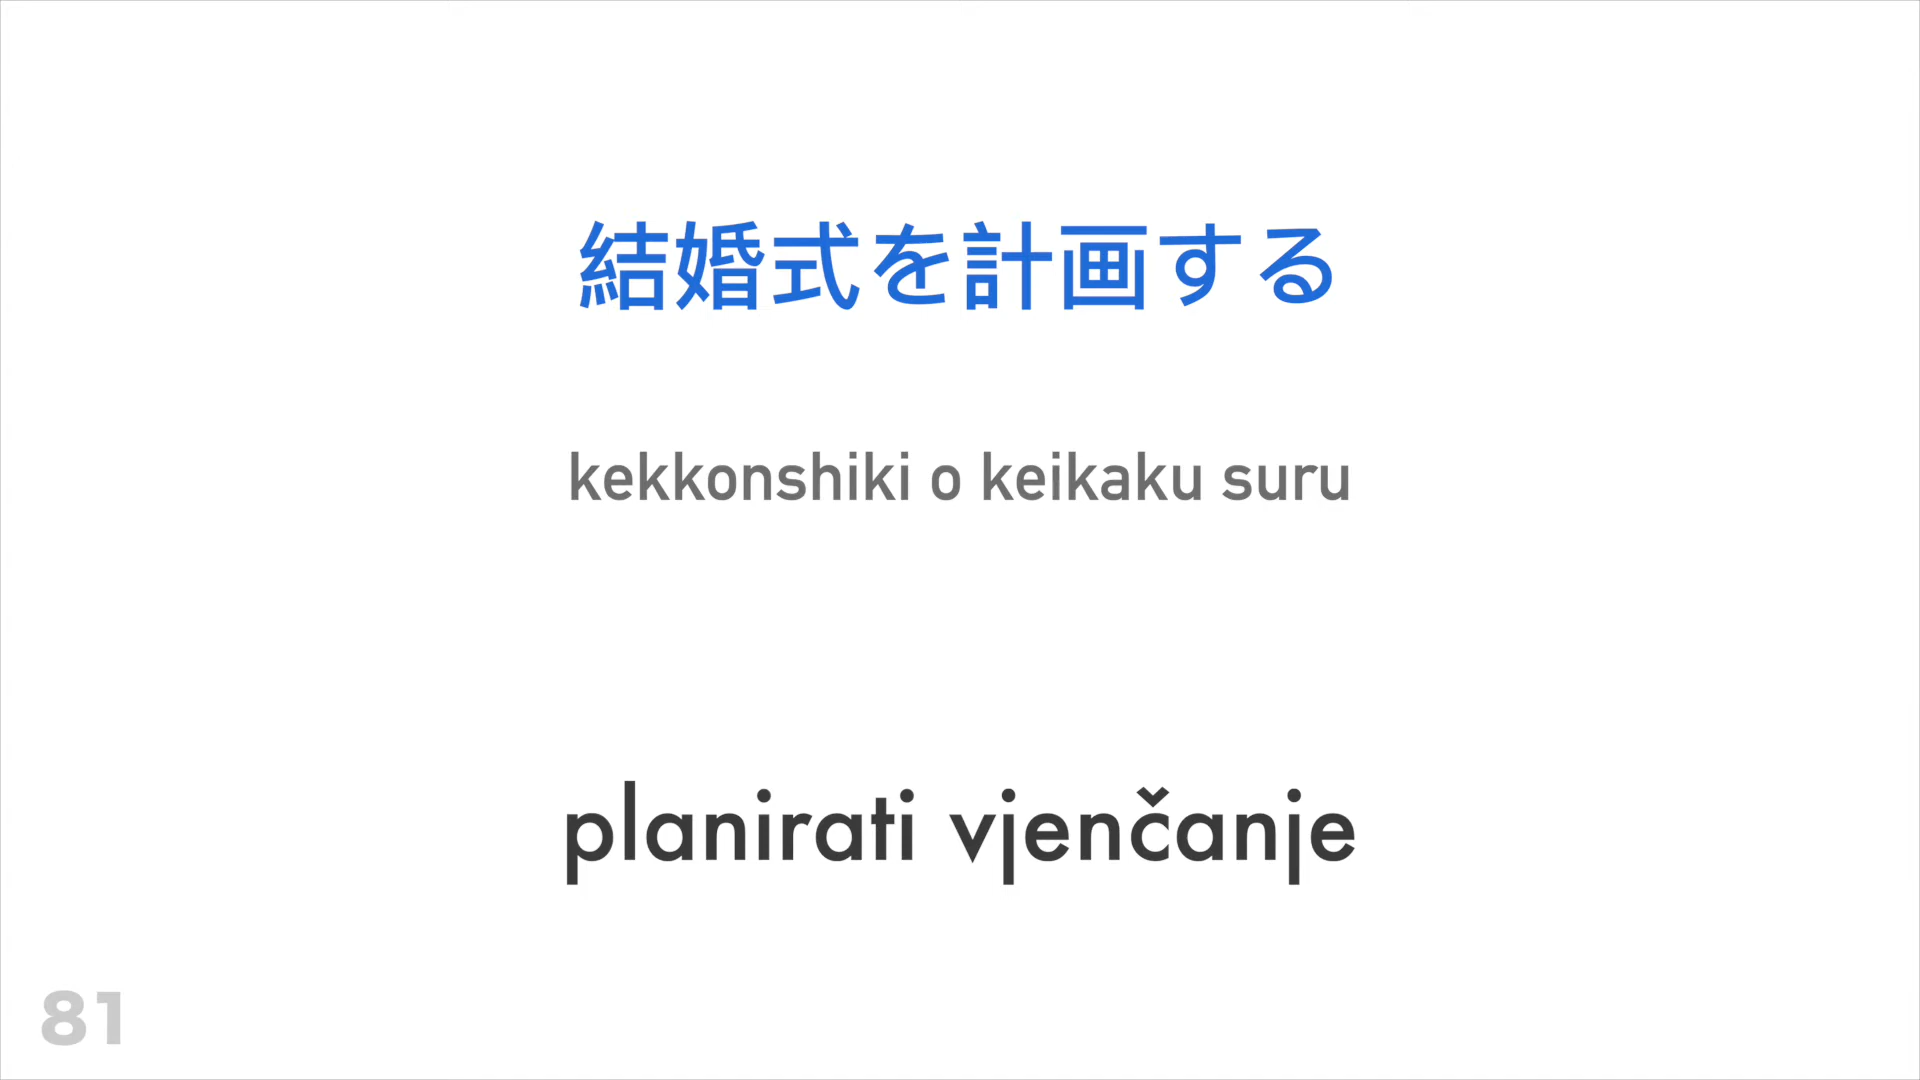 結婚式を計画する
kekkonshiki o keikaku suru
planirati vjenčanje
81